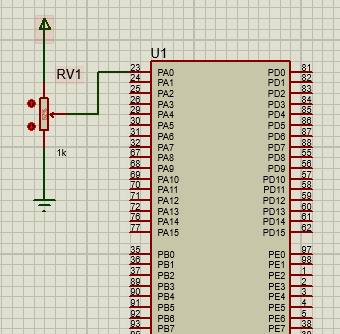 U1
RV1
1k
23 PA0 PD0 81
24 PA1 PD1 82
25 PA2 PD2 83
26 PA3 PD3 84
29 PA4 PD4 85
30 PA5 PD5 86
31 PA6 PD6 87
32 PA7 PD7 88
67 PA8 PD8 55
68 PA9 PD9 56
69 PA10 PD10 57
70 PA11 PD11 58
71 PA12 PD12 59
72 PA13 PD13 60
76 PA14 PD14 61
77 PA15 PD15 62
35 PB0 PE0 97
36 PB1 PE1 98
37 PB2 PE2 1
89 PB3 PE3 2
90 PB4 PE4 3
91 PB5 PE5 4
92 PB6 PE6 5
93 PB7 PE7 38